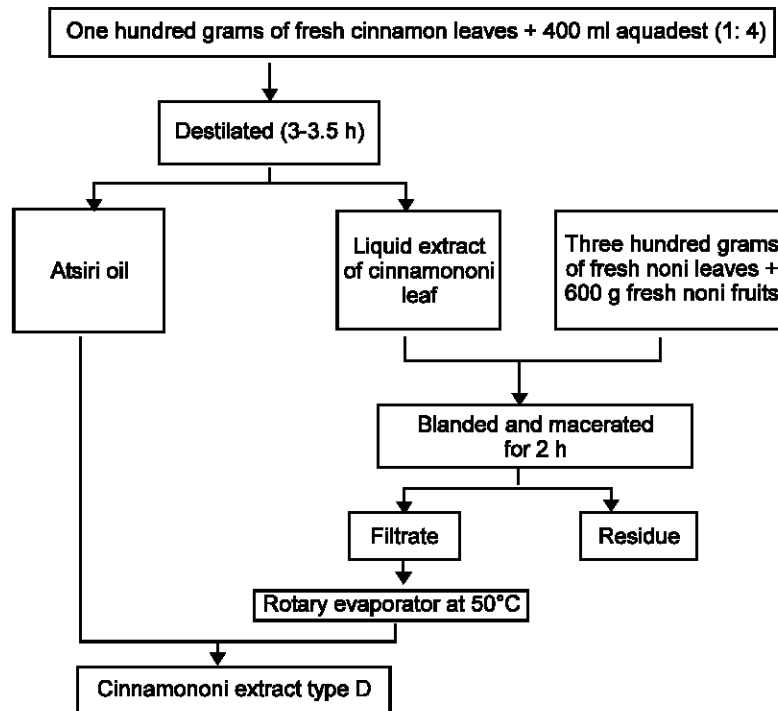 One hundred grams of fresh cinnamon leaves + 400 ml aquadest (1: 4)
Destilated (3-3.5 h)
Atsiri oil
Liquid extract
of cinnamononi
leaf
Three hundred grams
of fresh noni leaves +
600 g fresh noni fruits
Blanded and macerated
for 2 h
Filtrate
Residue
Rotary evaporator at 50°C
Cinnamononi extract type D